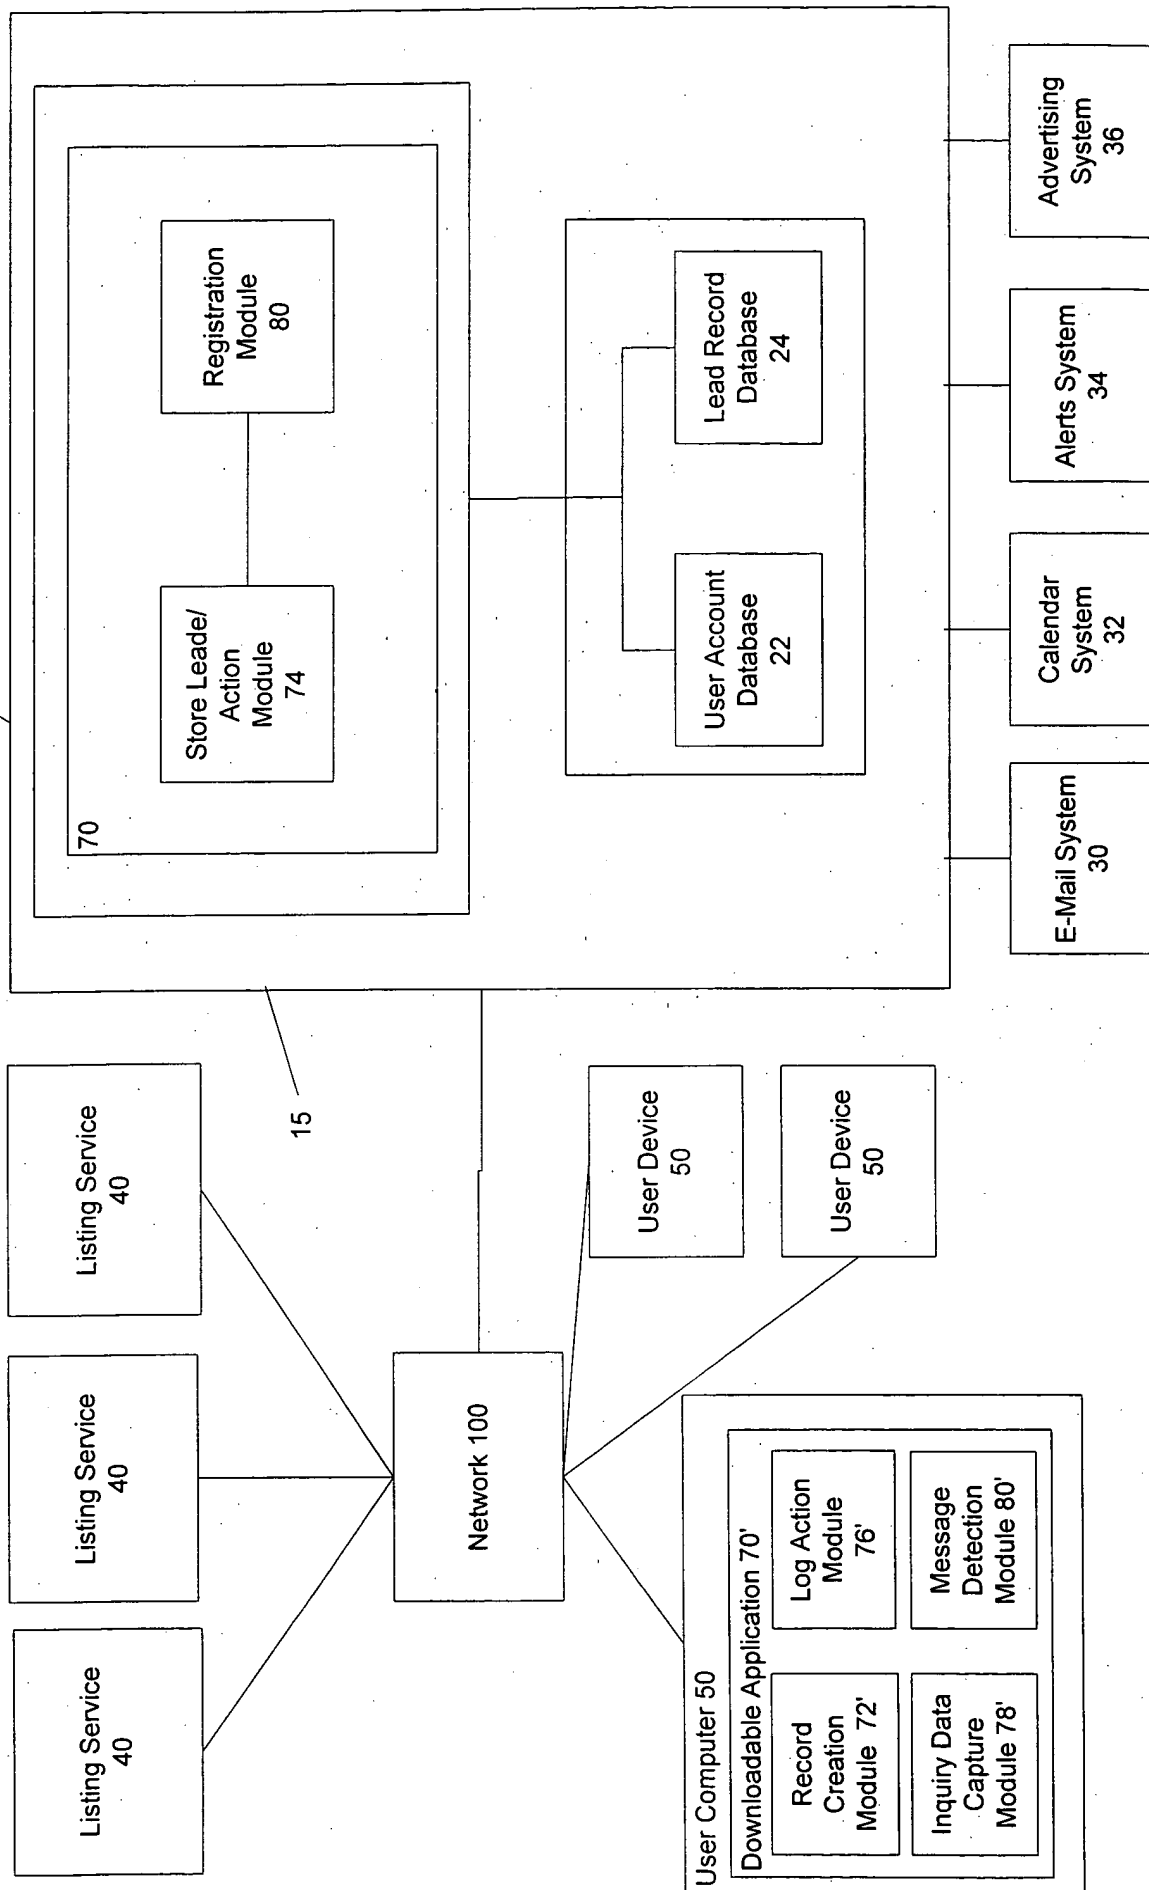 Listing Service
40
Listing Service
40
Listing Service
40
Network 100
User Computer 50
Downloadable Application 70'
Record
Creation
Module 72'
Log Action
Module
76'
Inquiry Data
Capture
Module 78'
Message
Detection
Module 80'
User Device
50
User Device
50
15
70
Store Leade/
Action
Module
74
Registration
Module
80
User Account
Database
22
Lead Record
Database
24
E-Mail System
30
Calendar
System
32
Alerts System
34
Advertising
System
36